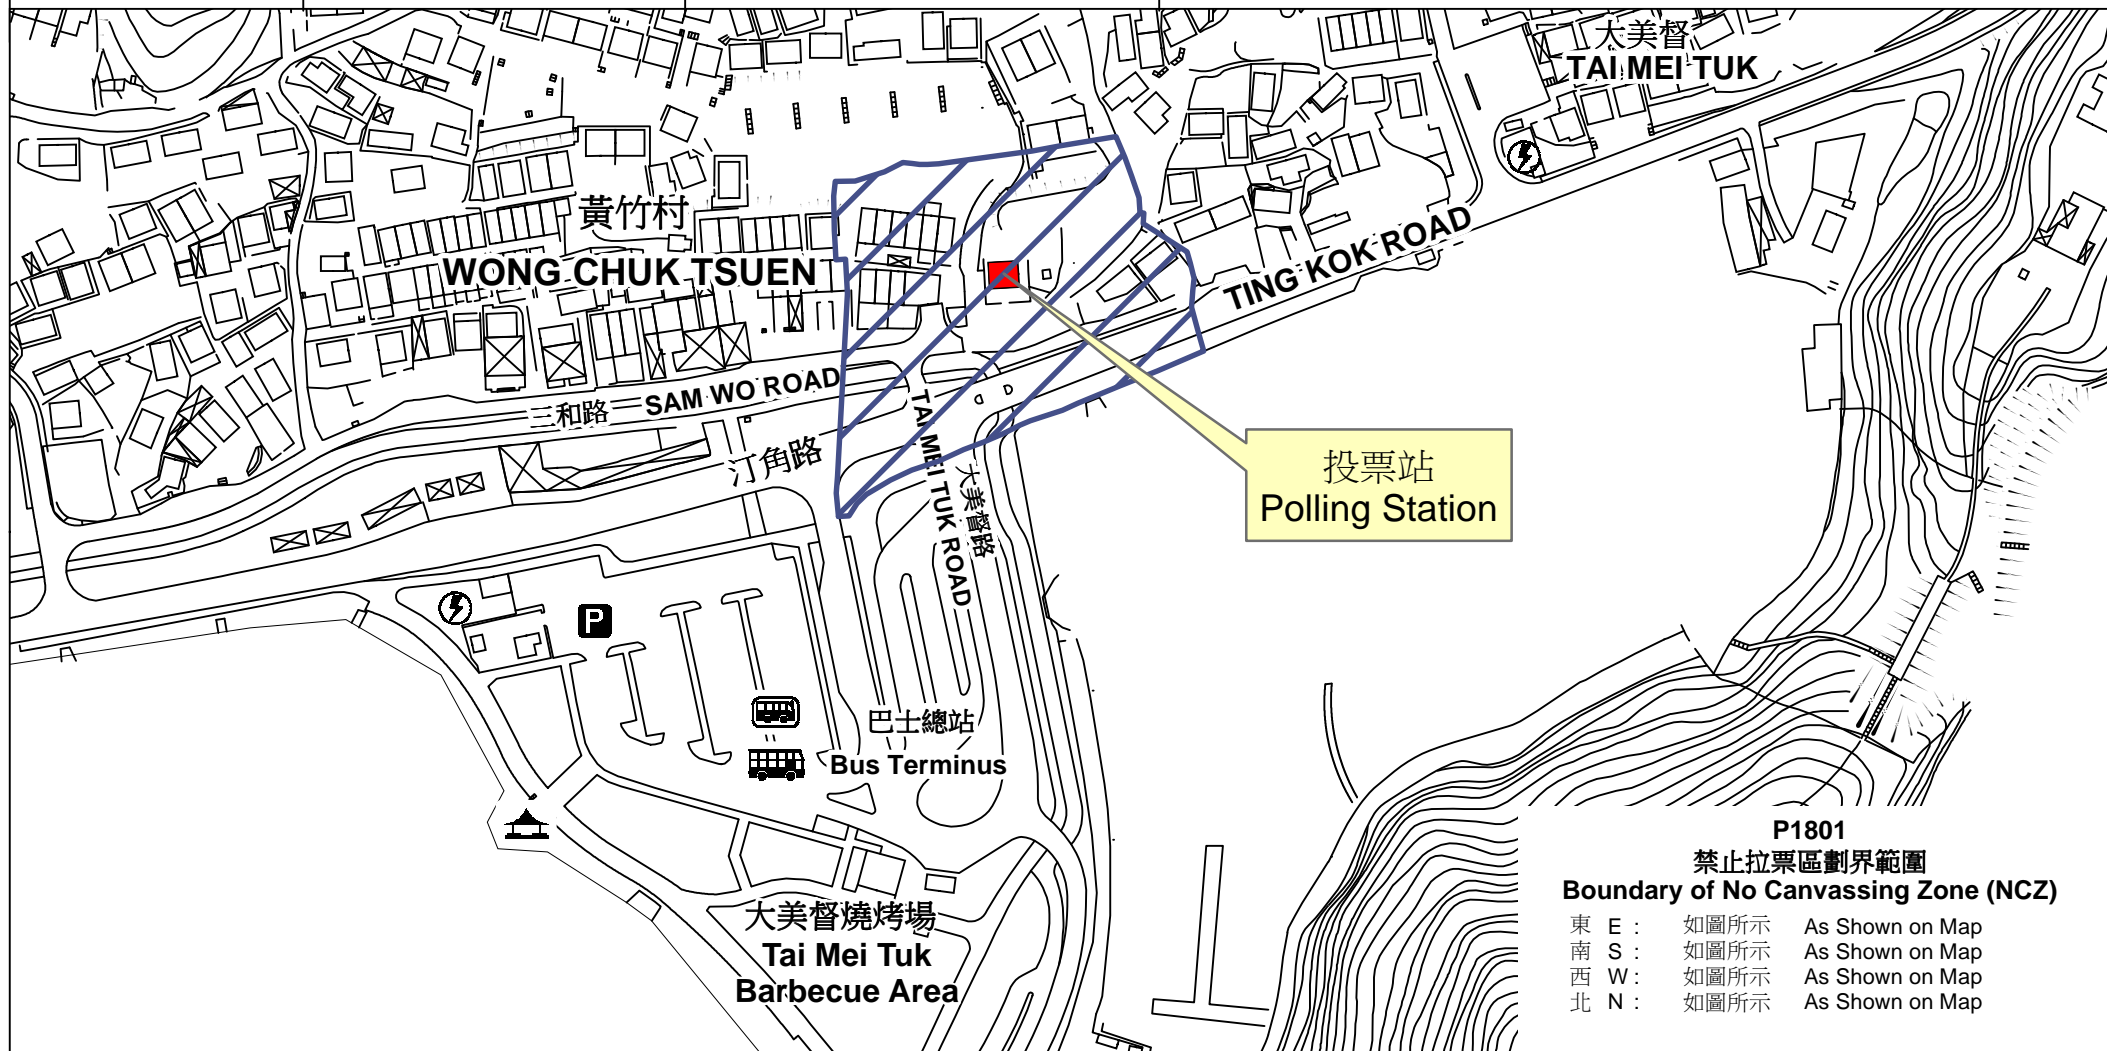 大美督
TAI MEI TUK
黃竹村
WONG CHUK TSUEN
TING KOK ROAD
三和路 SAM WO ROAD
汀角路
TAI MEI TUK ROAD
大美督路
投票站
Polling Station
P
巴士總站
Bus Terminus
大美督燒烤場
Tai Mei Tuk
Barbecue Area
P1801
禁止拉票區劃界範圍
Boundary of No Canvassing Zone (NCZ)
東 E : 如圖所示 As Shown on Map
南 S : 如圖所示 As Shown on Map
西 W : 如圖所示 As Shown on Map
北 N : 如圖所示 As Shown on Map